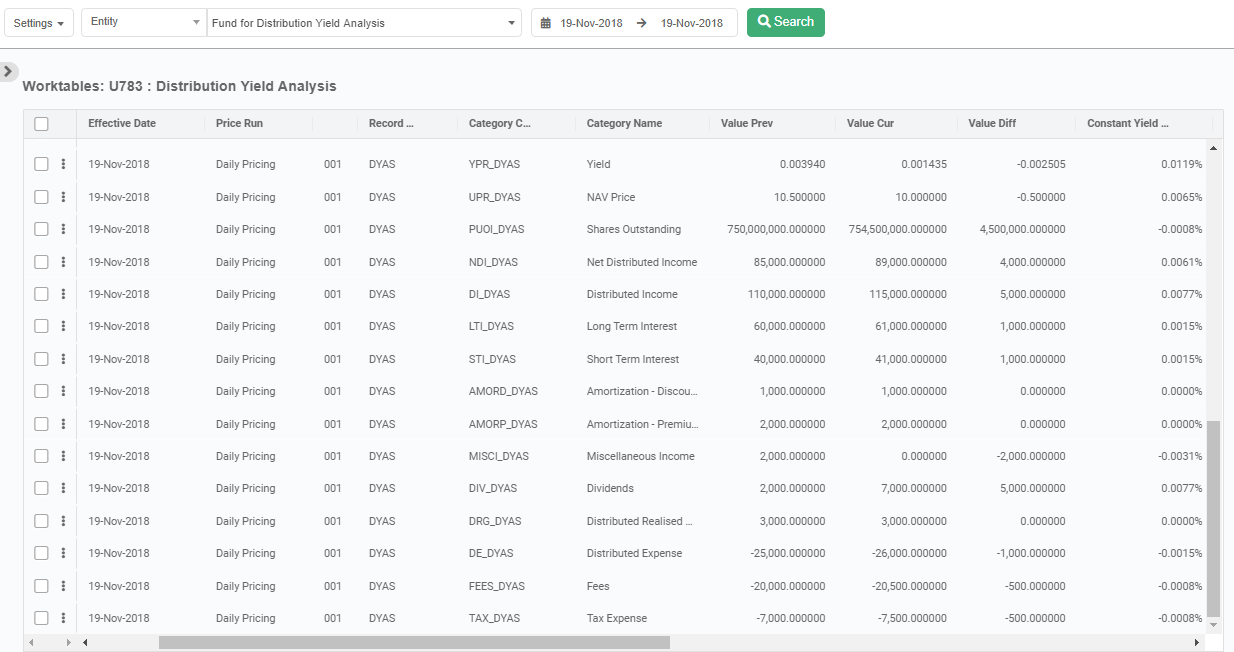 Settings Entity Fund for Distribution Yield Analysis 19-Nov-2018 → 19-Nov-2018 Search
Worktables: U783 : Distribution Yield Analysis
Effective Date Price Run Record ... Category C... Category Name Value Prev Value Cur Value Diff Constant Yield ...
19-Nov-2018 Daily Pricing 001 DYAS YPR_DYAS Yield 0.003940 0.001435 -0.002505 0.0119%
19-Nov-2018 Daily Pricing 001 DYAS UPR_DYAS NAV Price 10.500000 10.000000 -0.500000 0.0065%
19-Nov-2018 Daily Pricing 001 DYAS PUOI_DYAS Shares Outstanding 750,000,000.000000 754,500,000.000000 4,500,000.000000 -0.0008%
19-Nov-2018 Daily Pricing 001 DYAS NDI_DYAS Net Distributed Income 85,000.000000 89,000.000000 4,000.000000 0.0061%
19-Nov-2018 Daily Pricing 001 DYAS DI_DYAS Distributed Income 110,000.000000 115,000.000000 5,000.000000 0.0077%
19-Nov-2018 Daily Pricing 001 DYAS LTI_DYAS Long Term Interest 60,000.000000 61,000.000000 1,000.000000 0.0015%
19-Nov-2018 Daily Pricing 001 DYAS STI_DYAS Short Term Interest 40,000.000000 41,000.000000 1,000.000000 0.0015%
19-Nov-2018 Daily Pricing 001 DYAS AMORD_DYAS Amortization - Discou... 1,000.000000 1,000.000000 0.000000 0.0000%
19-Nov-2018 Daily Pricing 001 DYAS AMORP_DYAS Amortization - Premiu... 2,000.000000 2,000.000000 0.000000 0.0000%
19-Nov-2018 Daily Pricing 001 DYAS MISCI_DYAS Miscellaneous Income 2,000.000000 0.000000 -2,000.000000 -0.0031%
19-Nov-2018 Daily Pricing 001 DYAS DIV_DYAS Dividends 2,000.000000 7,000.000000 5,000.000000 0.0077%
19-Nov-2018 Daily Pricing 001 DYAS DRG_DYAS Distributed Realised ... 3,000.000000 3,000.000000 0.000000 0.0000%
19-Nov-2018 Daily Pricing 001 DYAS DE_DYAS Distributed Expense -25,000.000000 -26,000.000000 -1,000.000000 -0.0015%
19-Nov-2018 Daily Pricing 001 DYAS FEES_DYAS Fees -20,000.000000 -20,500.000000 -500.000000 -0.0008%
19-Nov-2018 Daily Pricing 001 DYAS TAX_DYAS Tax Expense -7,000.000000 -7,500.000000 -500.000000 -0.0008%